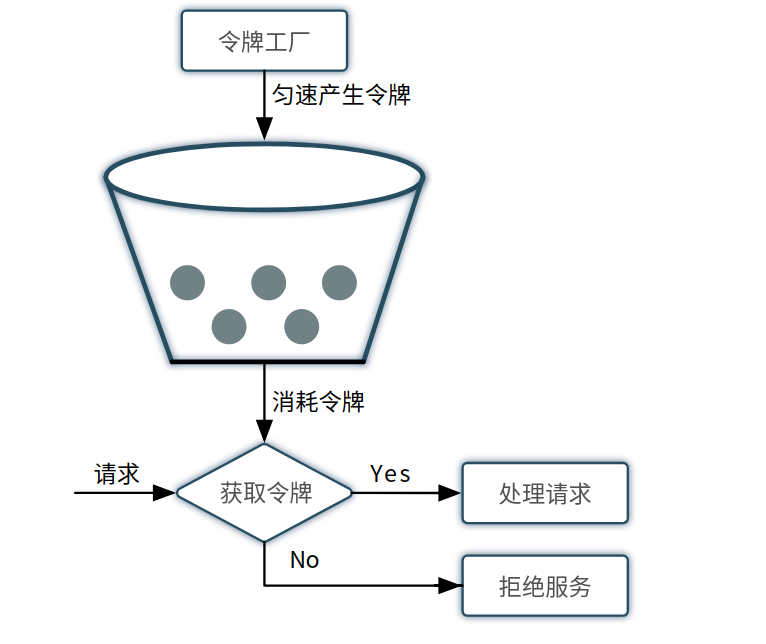 令牌工厂
匀速产生令牌
消耗令牌
请求
获取令牌
Yes
处理请求
No
拒绝服务